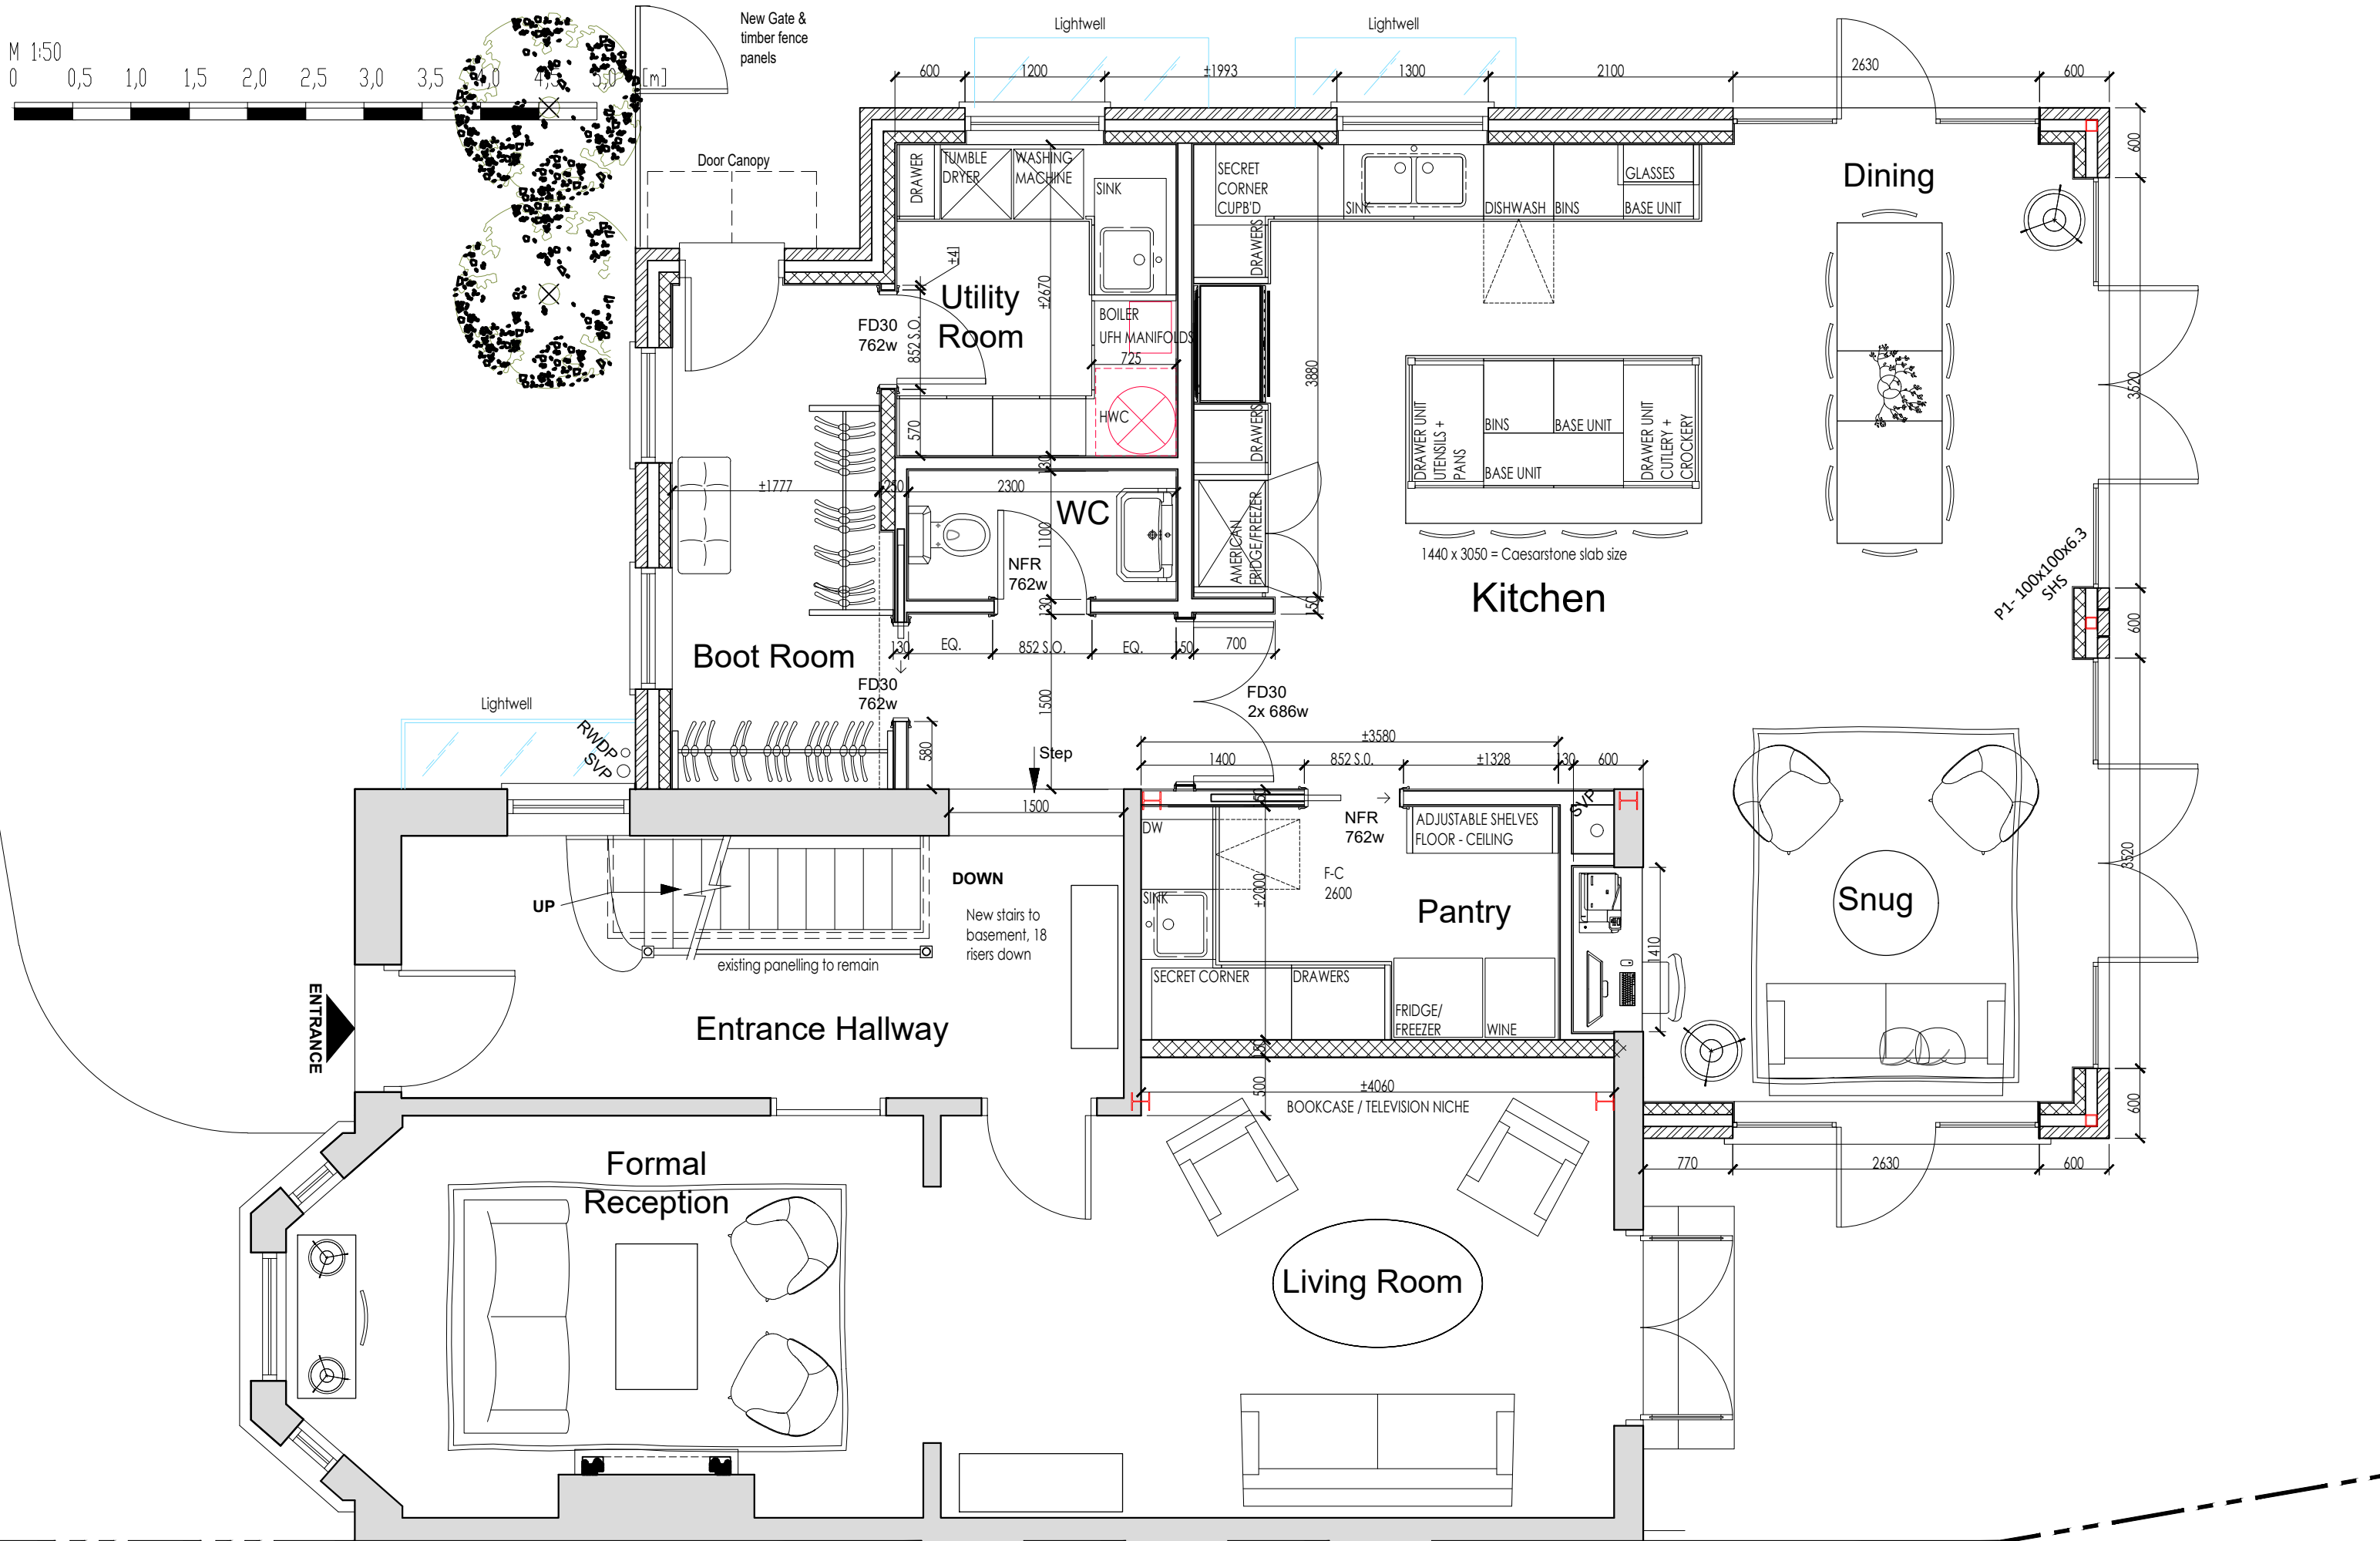 M 1:50
0 0,5 1,0 1,5 2,0 2,5 3,0 3,5 4,0 4,5 5,0 [m]
New Gate &
timber fence
panels
Lightwell
Lightwell
600
1200
±1993
1300
2100
2630
600
Door Canopy
DRAWER
TUMBLE
DRYER
WASHING
MACHINE
SINK
SECRET
CORNER
CUPB'D
SINK
DISHWASH
BINS
GLASSES
BASE UNIT
Dining
600
±41
±2670
DRAWERS
Utility
Room
FD30
762w
852 S.O.
BOILER
UFH MANIFOLDS
725
3880
3520
570
HWC
DRAWERS
DRAWER UNIT
UTENSILS +
PANS
BINS
BASE UNIT
BASE UNIT
DRAWER UNIT
CUTLERY +
CROCKERY
130
±1777
250
2300
WC
1100
AMERICAN
FRIDGE/FREEZER
NFR
762w
1440 x 3050 = Caesarstone slab size
Kitchen
P1- 100x100x6.3
SHS
130
150
600
Boot Room
130
EQ.
852 S.O.
EQ.
150
700
FD30
762w
1500
FD30
2x 686w
Lightwell
RWDP
SVP
580
Step
±3580
1400
852 S.O.
±1328
130
600
1500
150
SVP
DW
NFR
762w
ADJUSTABLE SHELVES
FLOOR - CEILING
F-C
2600
±2000
3520
UP
DOWN
New stairs to
basement, 18
risers down
SINK
Pantry
Snug
1410
existing panelling to remain
SECRET CORNER
DRAWERS
FRIDGE/
FREEZER
WINE
ENTRANCE
Entrance Hallway
150
500
±4060
BOOKCASE / TELEVISION NICHE
600
770
2630
600
Formal
Reception
Living Room